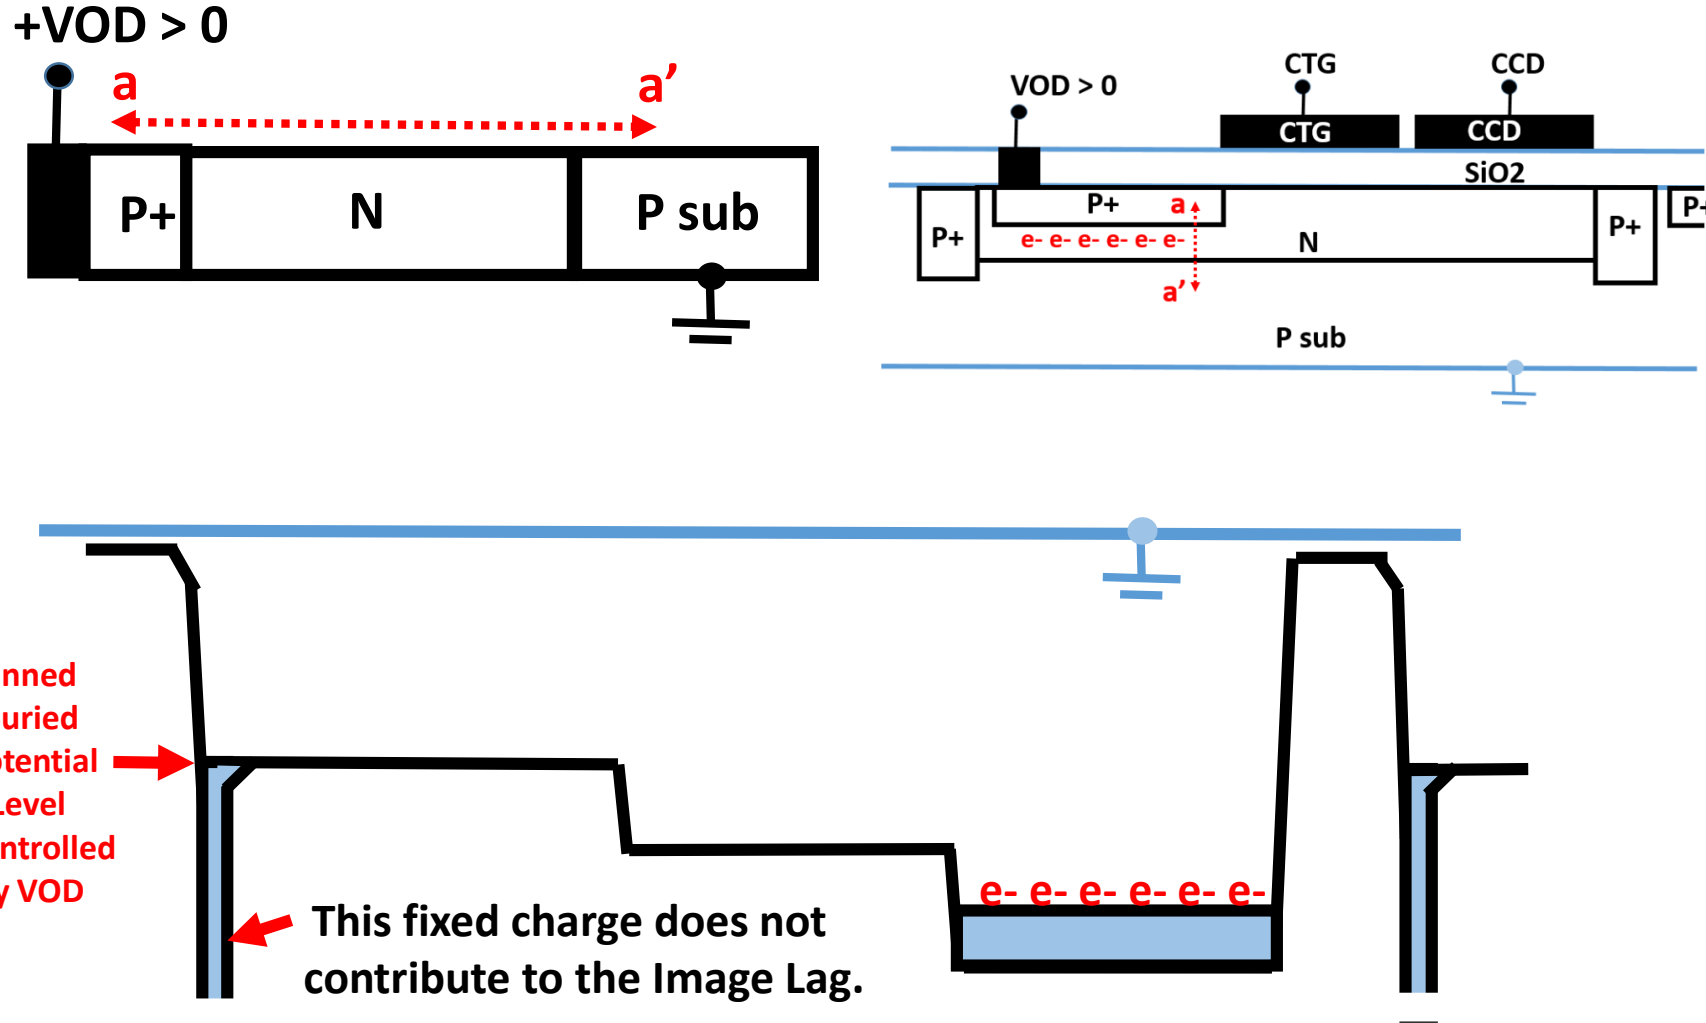 +VOD > 0
a
a’
P+
N
P sub
VOD > 0
CTG
CCD
CTG
CCD
SiO2
P+
a
P+
P+
P+
e- e- e- e- e- e-
N
a’
P sub
nned
uried
otential
Level
ntrolled
y VOD
e- e- e- e- e- e-
This fixed charge does not
contribute to the Image Lag.